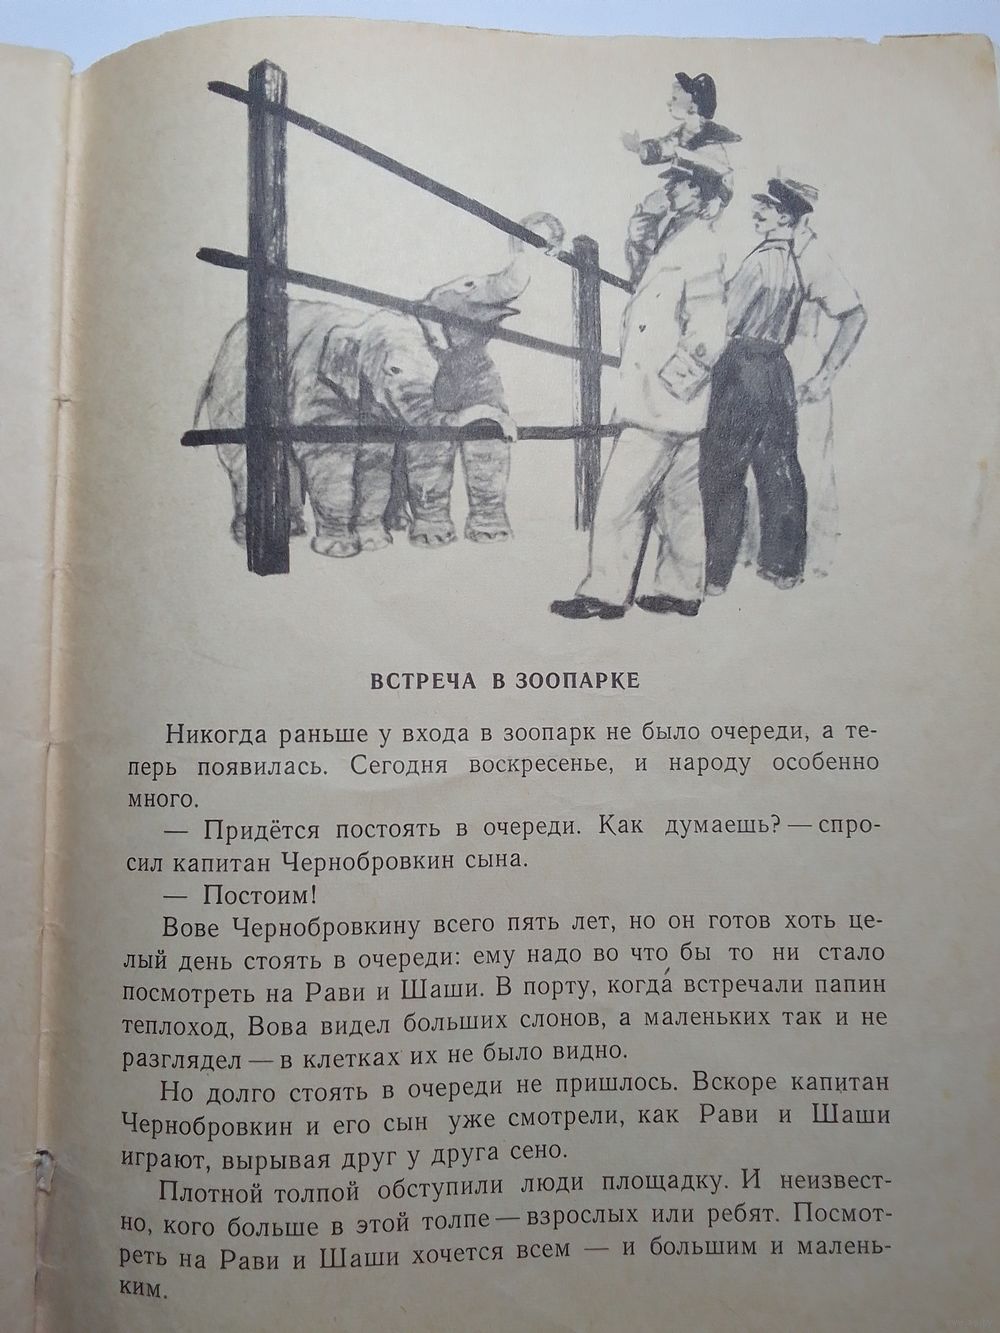 ВСТРЕЧА В ЗООПАРКЕ
Никогда раньше у входа в зоопарк не было очереди, а те-
перь появилась. Сегодня воскресенье, и народу особенно
много.
— Придётся постоять в очереди. Как думаешь? — спро-
сил капитан Чернобровкин сына.
— Постоим!
Вове Чернобровкину всего пять лет, но он готов хоть це-
лый день стоять в очереди: ему надо во что бы то ни стало
посмотреть на Рави и Шаши. В порту, когда́ встречали папин
теплоход, Вова видел больших слонов, а маленьких так и не
разглядел — в клетках их не было видно.
Но долго стоять в очереди не пришлось. Вскоре капитан
Чернобровкин и его сын уже смотрели, как Рави и Шаши
играют, вырывая друг у друга сено.
Плотной толпой обступили люди площадку. И неизвест-
но, кого больше в этой толпе — взрослых или ребят. Посмот-
реть на Рави и Шаши хочется всем — и большим и малень-
ким.